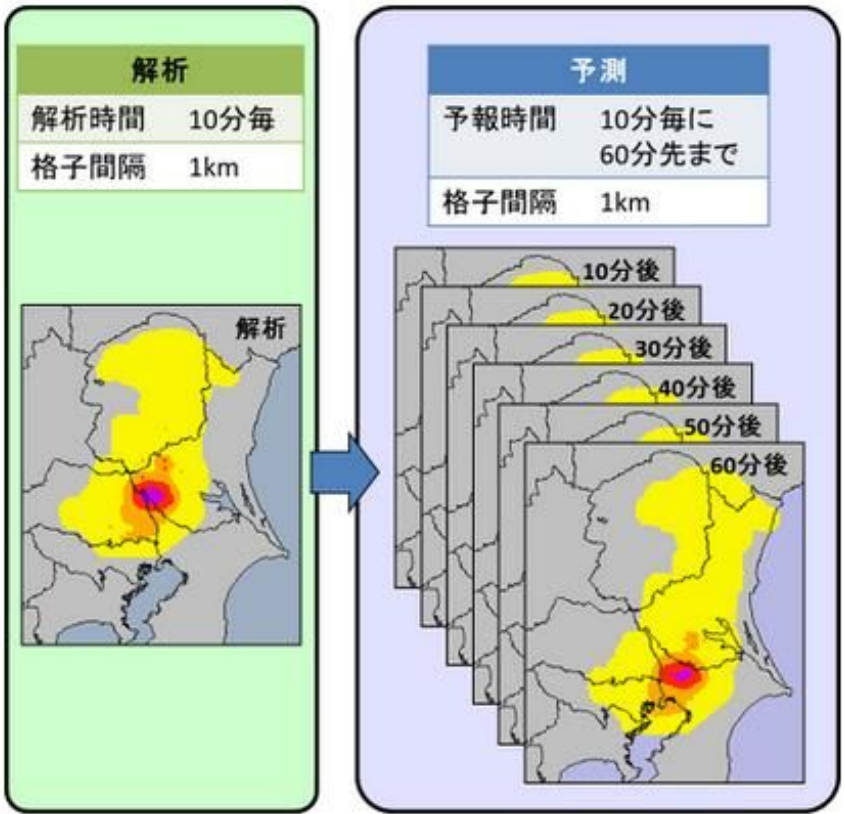 解析
解析時間 10分毎
格子間隔 1km
解析
予測
予報時間 10分毎に
60分先まで
格子間隔 1km
10分後
20分後
30分後
40分後
50分後
60分後